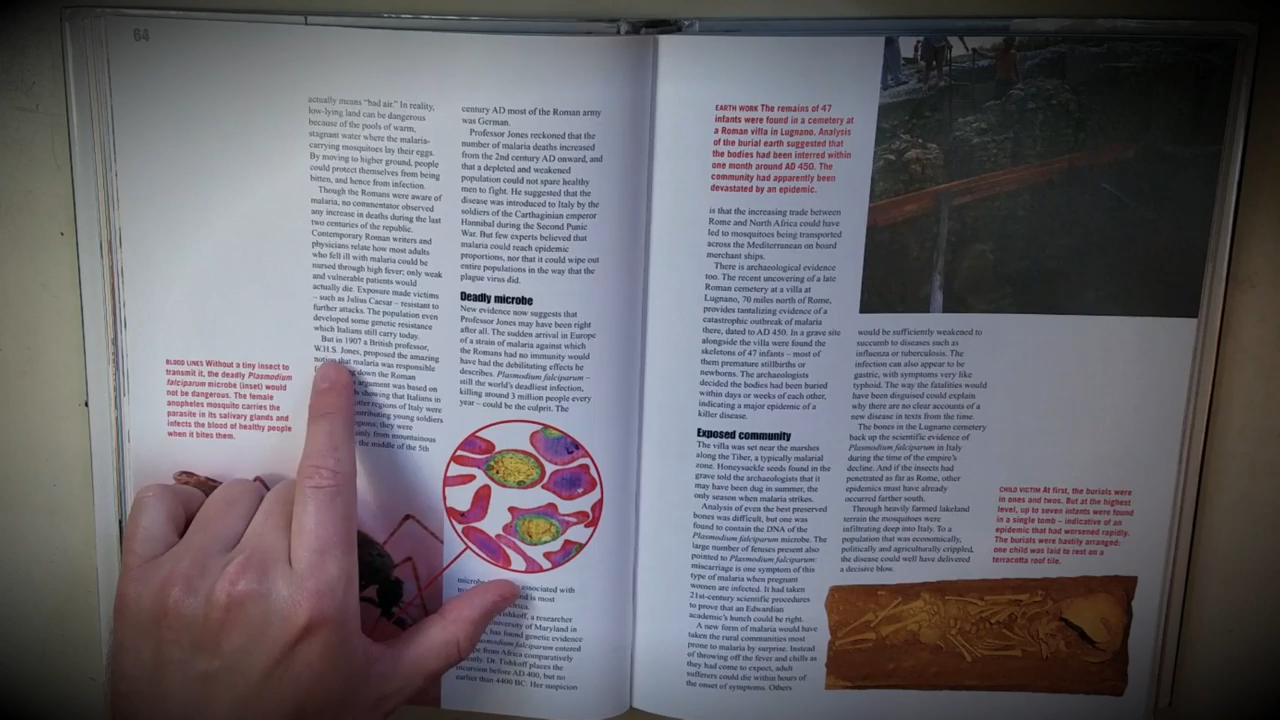 64
actually means "bad air." In reality,
low-lying land can be dangerous
because of the pools of warm,
stagnant water where the malaria-
carrying mosquitoes lay their eggs.
By moving to higher ground, people
could protect themselves from being
bitten, and hence from infection.
Though the Romans were aware of
malaria, no commentator observed
any increase in deaths during the last
two centuries of the republic.
Contemporary Roman writers and
physicians relate how most adults
who fell ill with malaria could be
nursed through high fever; only weak
and vulnerable patients would
actually die. Exposure made victims
– such as Julius Caesar – resistant to
further attacks. The population even
developed some genetic resistance
which Italians still carry today.
But in 1907 a British professor,
W.H.S. Jones, proposed the amazing
notion that malaria was responsible
down the Roman
argument was based on
showing that Italians in
other regions of Italy were
contributing young soldiers
they were
mainly from mountainous
the middle of the 5th
BLOOD LINES Without a tiny insect to
transmit it, the deadly Plasmodium
falciparum microbe (inset) would
not be dangerous. The female
anopheles mosquito carries the
parasite in its salivary glands and
infects the blood of healthy people
when it bites them.
century AD most of the Roman army
was German.
Professor Jones reckoned that the
number of malaria deaths increased
from the 2nd century AD onward, and
that a depleted and weakened
population could not spare healthy
men to fight. He suggested that the
disease was introduced to Italy by the
soldiers of the Carthaginian emperor
Hannibal during the Second Punic
War. But few experts believed that
malaria could reach epidemic
proportions, nor that it could wipe out
entire populations in the way that the
plague virus did.
Deadly microbe
New evidence now suggests that
Professor Jones may have been right
after all. The sudden arrival in Europe
of a strain of malaria against which
the Romans had no immunity would
have had the debilitating effects he
describes. Plasmodium falciparum –
still the world's deadliest infection,
killing around 3 million people every
year – could be the culprit. The
microbe associated with
and is most
Africa.
Tishkoff, a researcher
University of Maryland in
has found genetic evidence
Plasmodium falciparum entered
from Africa comparatively
recently. Dr. Tishkoff places the
incursion before AD 400, but no
earlier than 4400 BC. Her suspicion
EARTH WORK The remains of 47
infants were found in a cemetery at
a Roman villa in Lugnano. Analysis
of the burial earth suggested that
the bodies had been interred within
one month around AD 450. The
community had apparently been
devastated by an epidemic.
is that the increasing trade between
Rome and North Africa could have
led to mosquitoes being transported
across the Mediterranean on board
merchant ships.
There is archaeological evidence
too. The recent uncovering of a late
Roman cemetery at a villa at
Lugnano, 70 miles north of Rome,
provides tantalizing evidence of a
catastrophic outbreak of malaria
there, dated to AD 450. In a grave site
alongside the villa were found the
skeletons of 47 infants – most of
them premature stillbirths or
newborns. The archaeologists
decided the bodies had been buried
within days or weeks of each other,
indicating a major epidemic of a
killer disease.
Exposed community
The villa was set near the marshes
along the Tiber, a typically malarial
zone. Honeysuckle seeds found in the
grave told the archaeologists that it
may have been dug in summer, the
only season when malaria strikes.
Analysis of even the best preserved
bones was difficult, but one was
found to contain the DNA of the
Plasmodium falciparum microbe. The
large number of fetuses present also
pointed to Plasmodium falciparum:
miscarriage is one symptom of this
type of malaria when pregnant
women are infected. It had taken
21st-century scientific procedures
to prove that an Edwardian
academic's hunch could be right.
A new form of malaria would have
taken the rural communities most
prone to malaria by surprise. Instead
of throwing off the fever and chills as
they had come to expect, adult
sufferers could die within hours of
the onset of symptoms. Others
would be sufficiently weakened to
succumb to diseases such as
influenza or tuberculosis. The
infection can also appear to be
gastric, with symptoms very like
typhoid. The way the fatalities would
have been disguised could explain
why there are no clear accounts of a
new disease in texts from the time.
The bones in the Lugnano cemetery
back up the scientific evidence of
Plasmodium falciparum in Italy
during the time of the empire's
decline. And if the insects had
penetrated as far as Rome, other
epidemics must have already
occurred farther south.
Through heavily farmed lakeland
terrain the mosquitoes were
infiltrating deep into Italy. To a
population that was economically,
politically and agriculturally crippled,
the disease could well have delivered
a decisive blow.
CHILD VICTIM At first, the burials were
in ones and twos. But at the highest
level, up to seven infants were found
in a single tomb – indicative of an
epidemic that had worsened rapidly.
The burials were hastily arranged:
one child was laid to rest on a
terracotta roof tile.